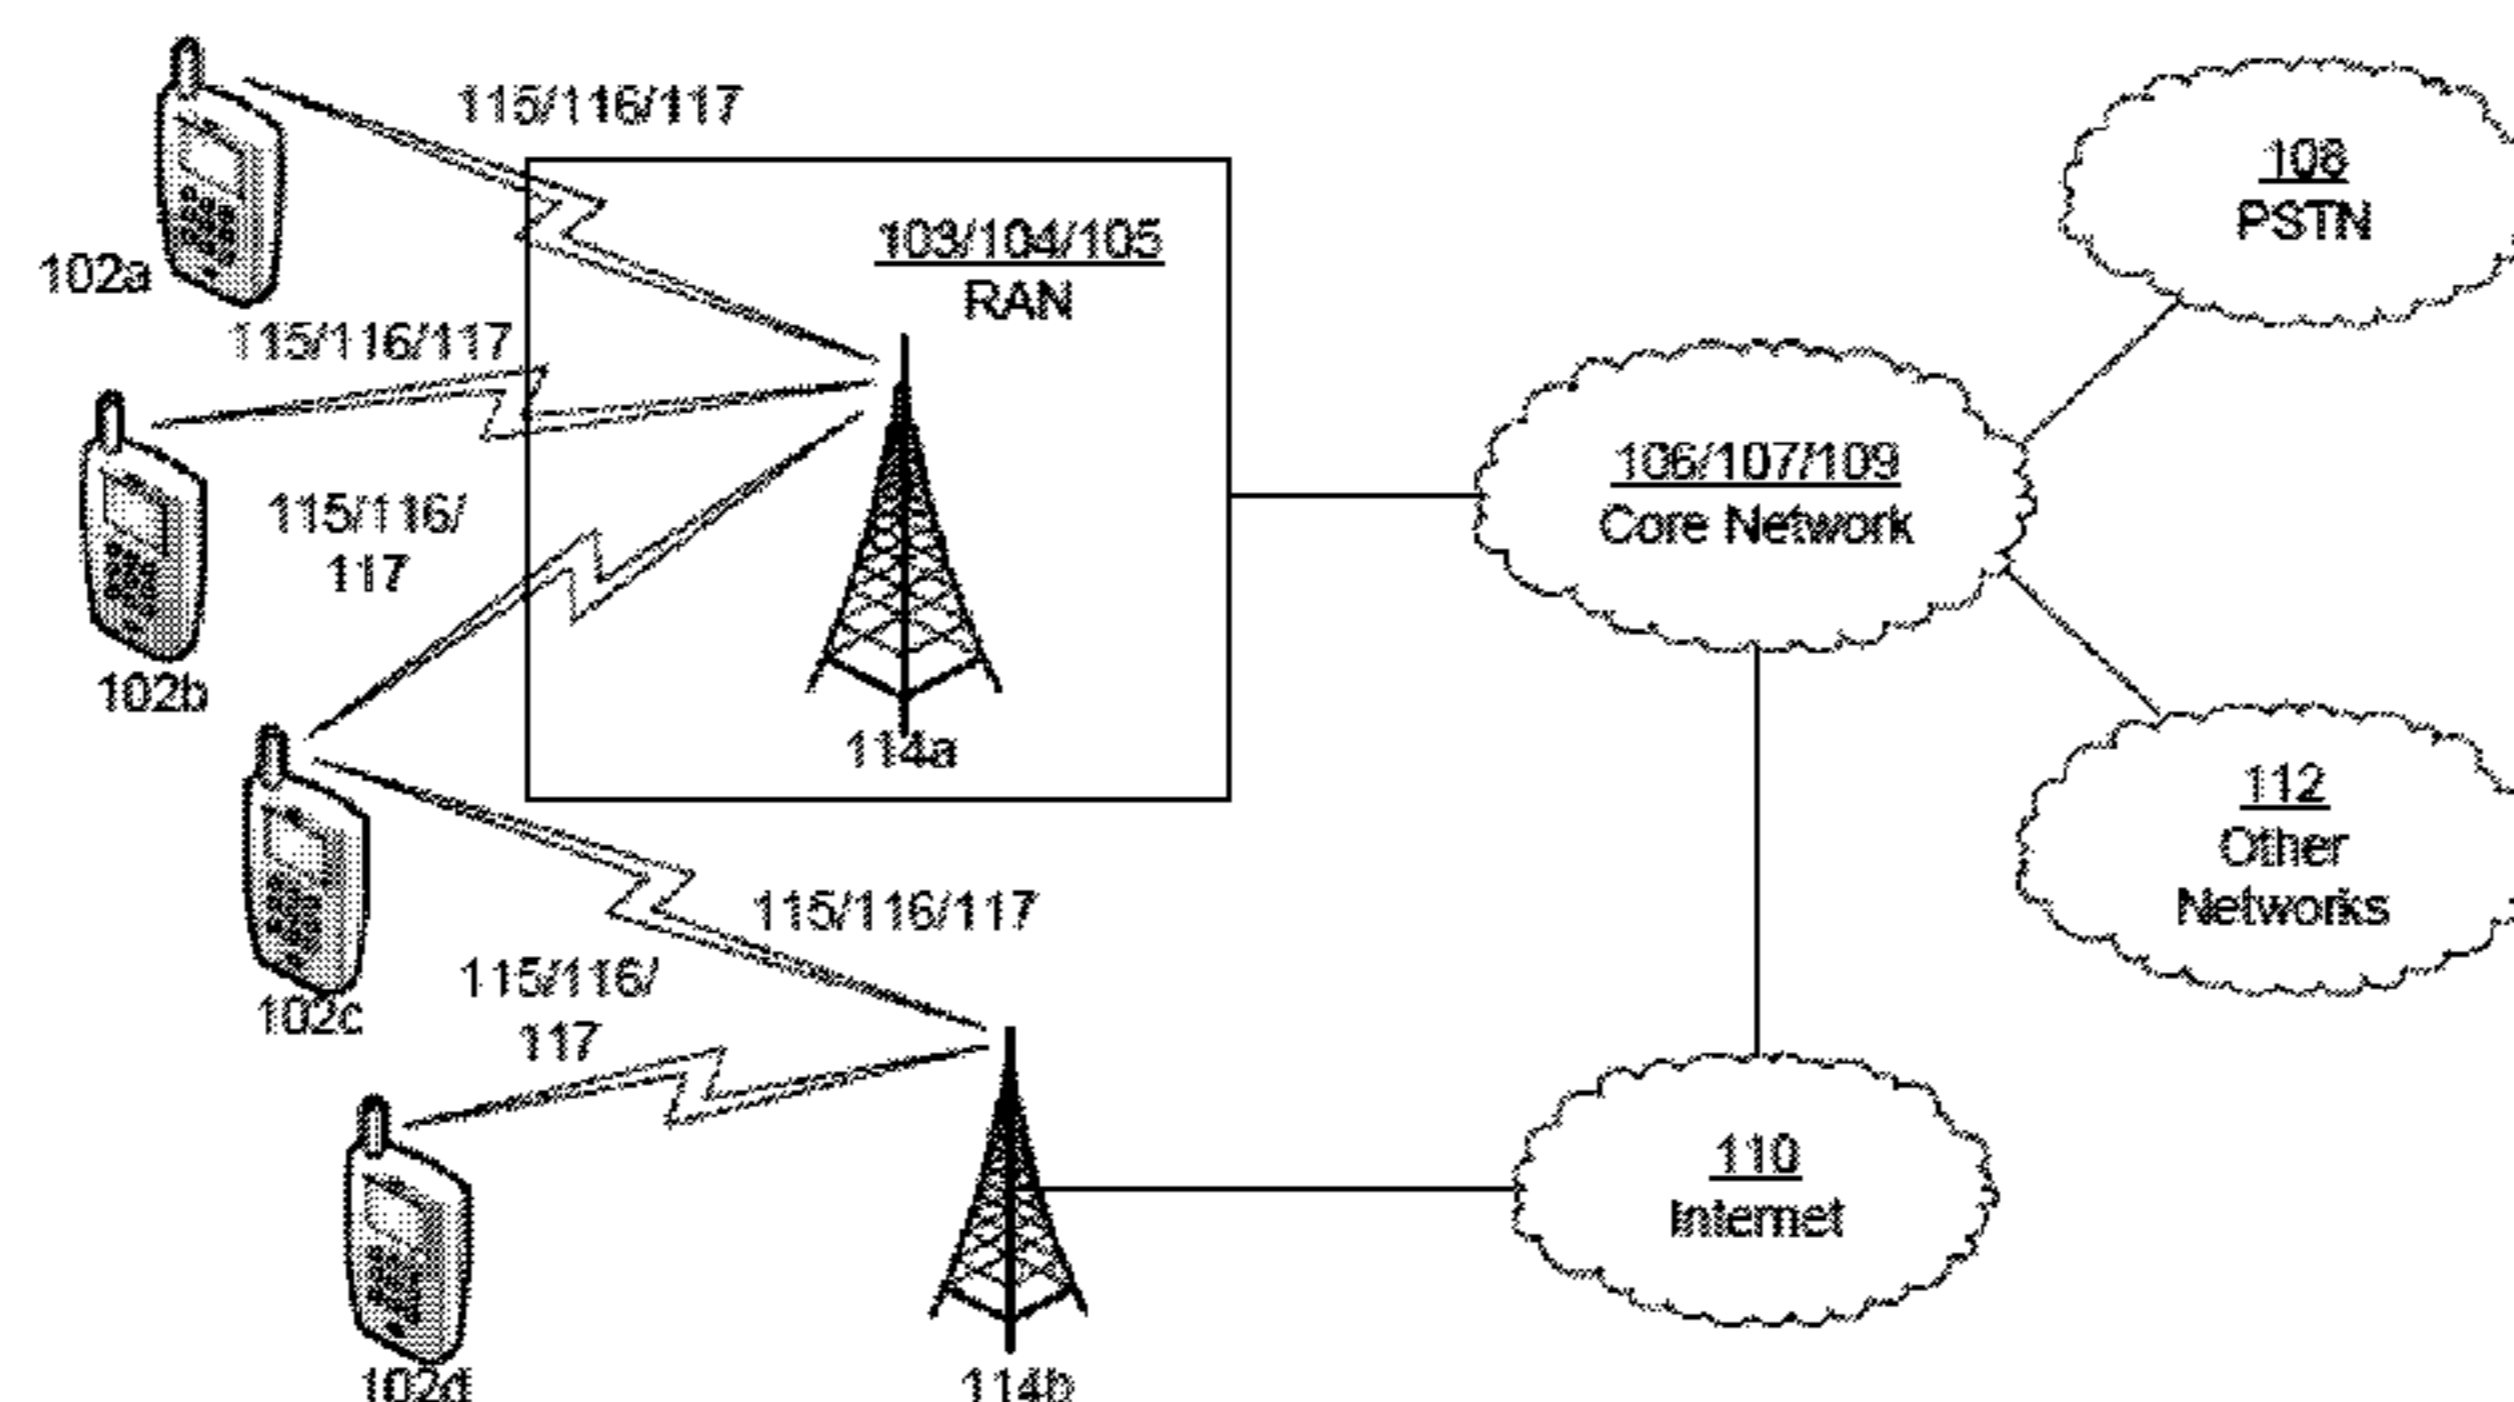 115/116/117
108
PSTN
103/104/105
RAN
102a
115/116/117
106/107/109
Core Network
115/116/
117
102b
114a
112
Other
Networks
115/116/117
115/116/
117
102c
110
Internet
102d
114b